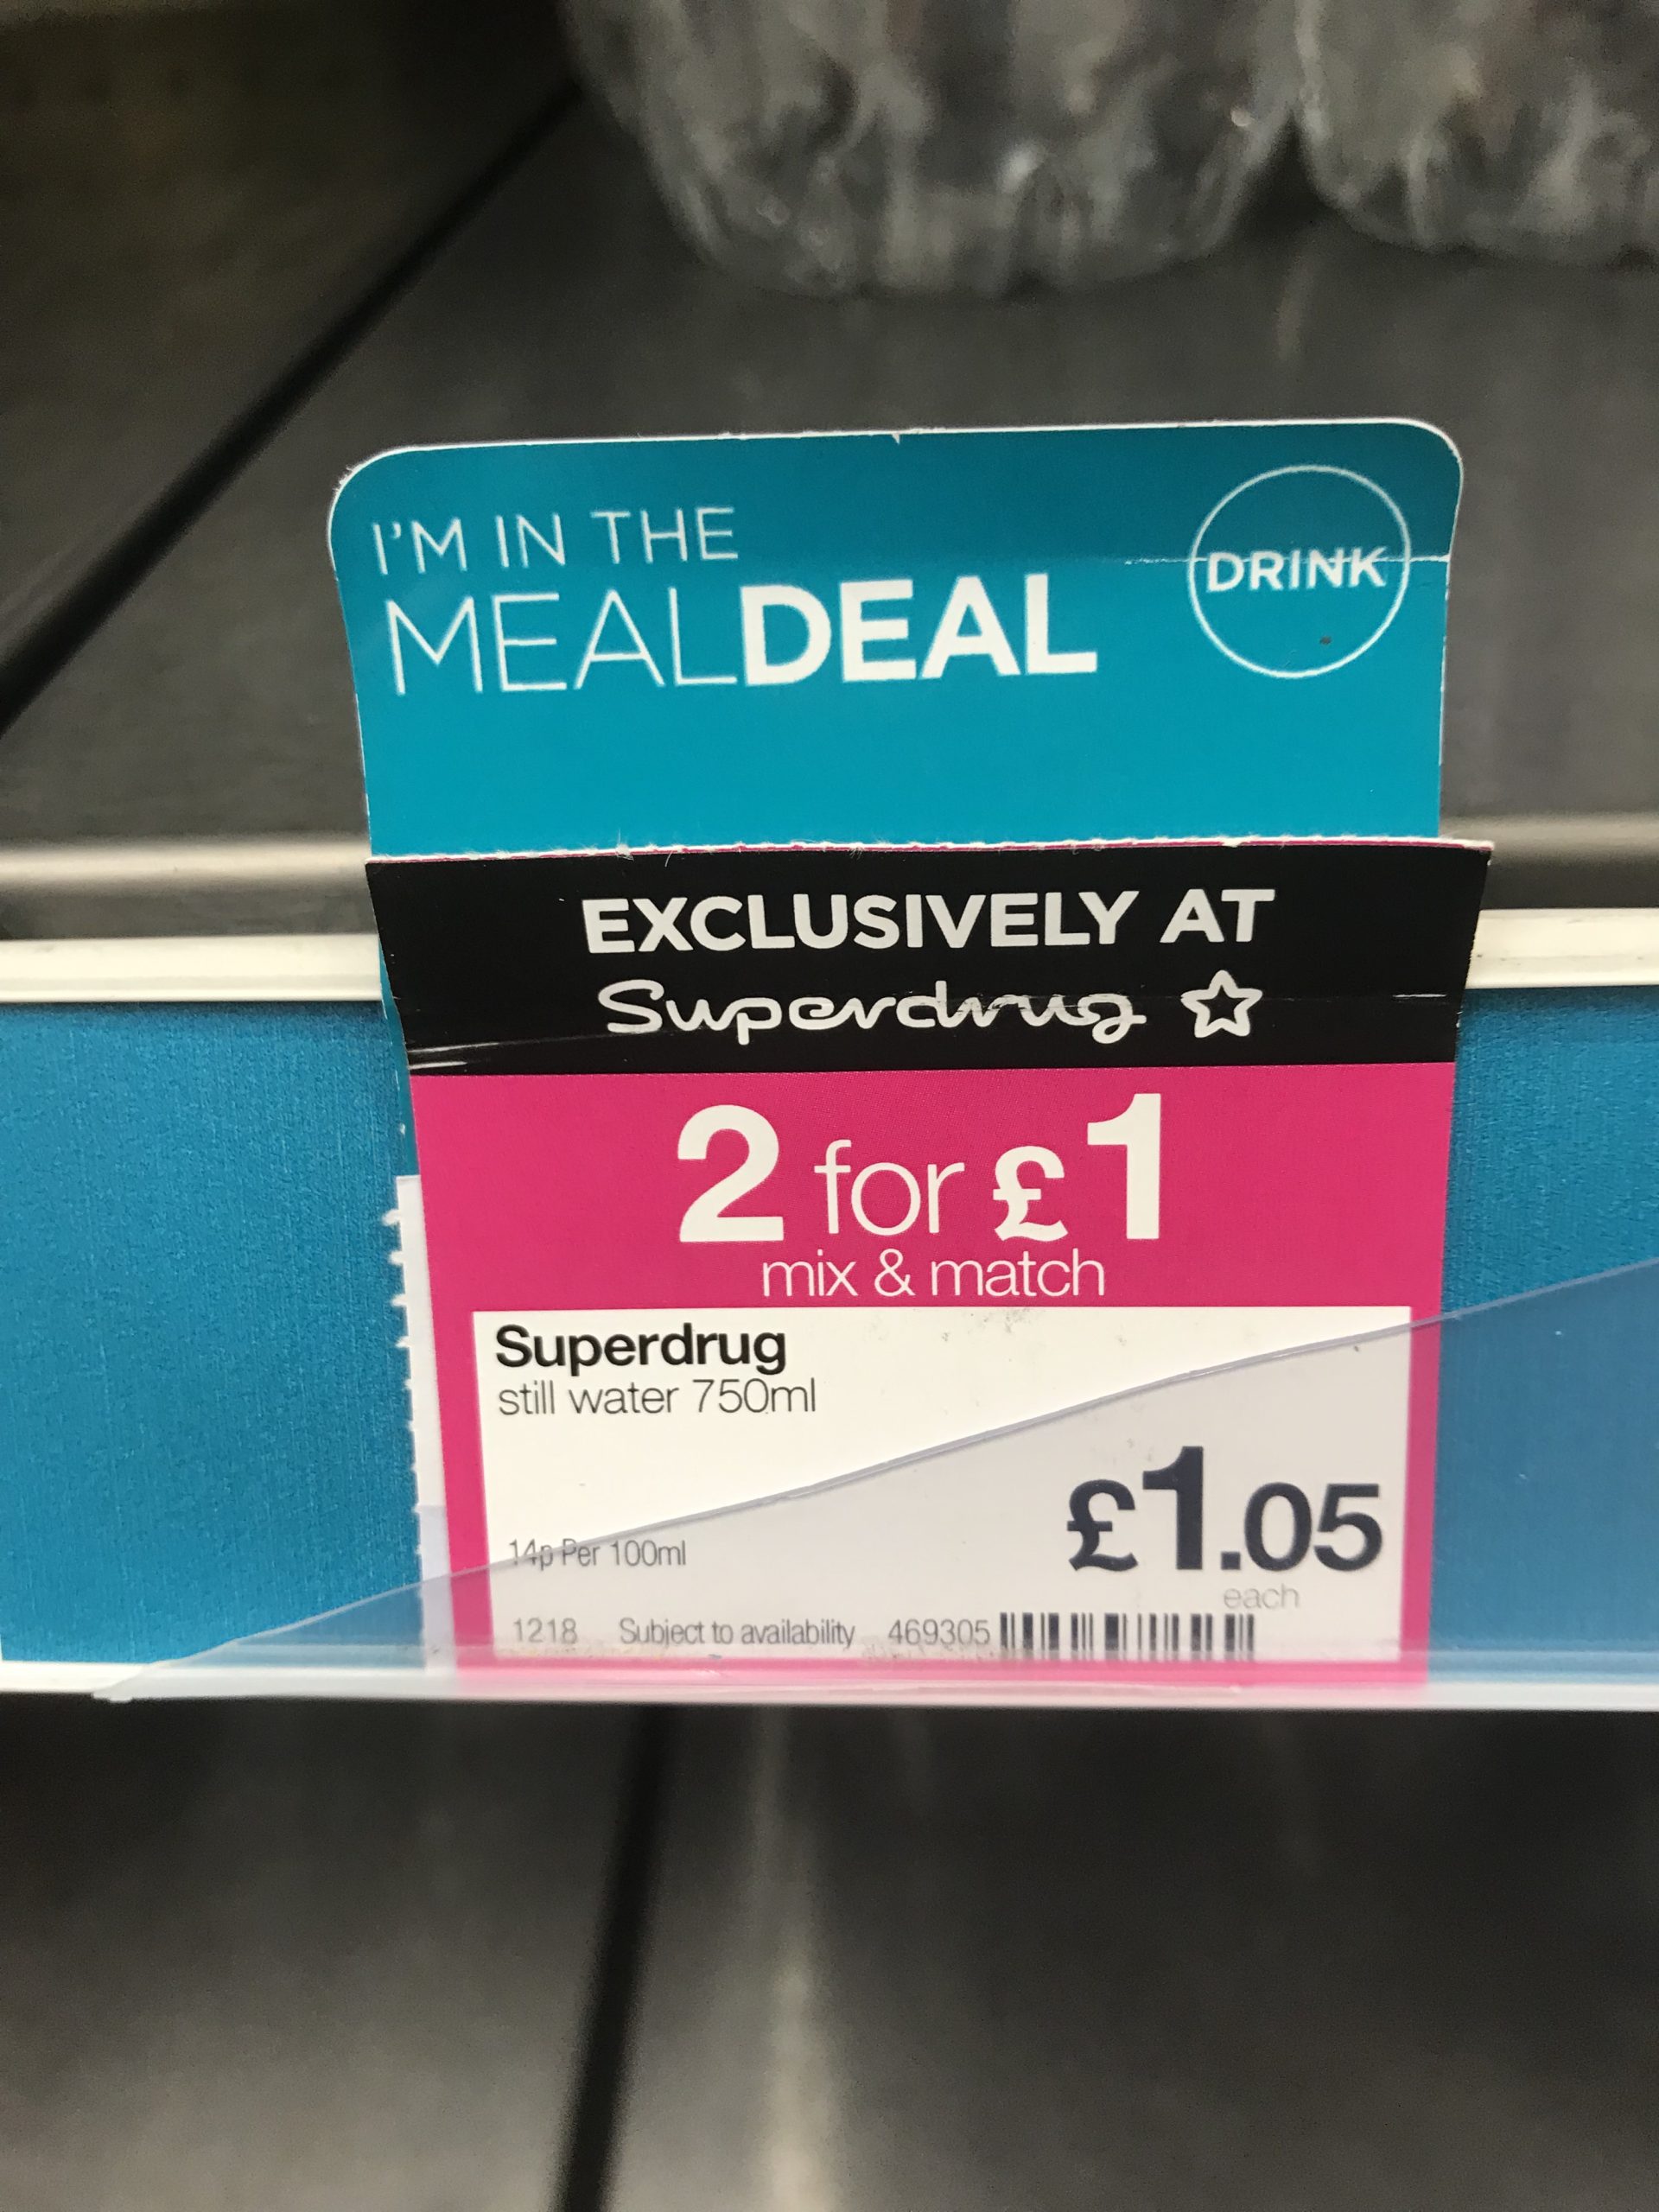 I'M IN THE
MEALDEAL
DRINK
EXCLUSIVELY AT
Superdrug
2 for £1
mix & match
Superdrug
still water 750ml
£1.05
each
14p Per 100ml
1218 Subject to availability 469305